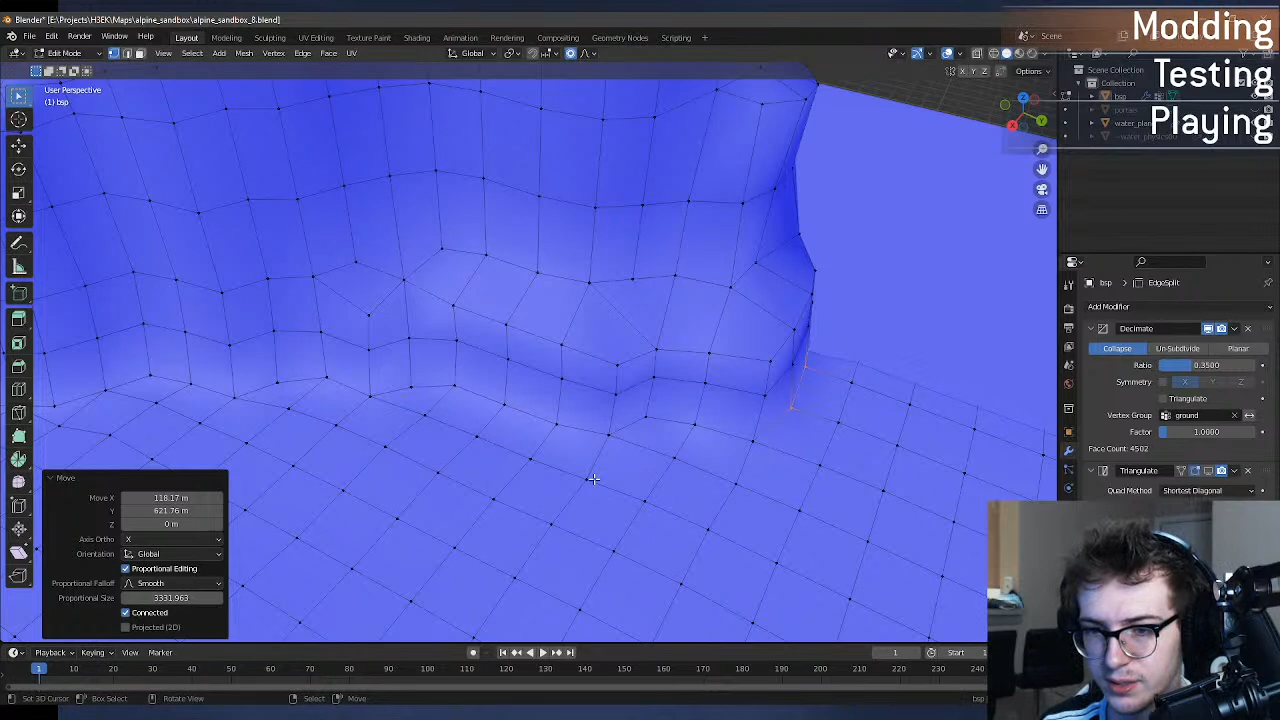 Blender* [E:\Projects\H3EK\Maps\alpine_sandbox\alpine_sandbox_8.blend]
File Edit Render Window Help
Layout Modeling Sculpting UV Editing Texture Paint Shading Animation Rendering Compositing Geometry Nodes Scripting +
Scene
Modding
Testing
Playing
Edit Mode View Select Add Mesh Vertex Edge Face UV
Global
X Y Z Options
User Perspective
(1) bsp
Scene Collection
Collection
bsp
portals
water_plan
bsp > EdgeSplit
Add Modifier
Decimate
Collapse Un-Subdivide Planar
Ratio 0.3500
Symmetry X Y Z
Triangulate
Vertex Group ground
Factor 1.0000
Face Count: 4502
Triangulate
Quad Method Shortest Diagonal
Move
Move X 118.17 m
Y 621.76 m
Z 0 m
Axis Ortho X
Orientation Global
Proportional Editing
Proportional Falloff Smooth
Proportional Size 3331.963
Connected
Projected (2D)
Playback Keying View Marker
1 Start
1 10 20 30 40 50 60 70 80 90 100 110 120 130 140 150 160 170 180 190 200 210 220 230 240
Set 3D Cursor Box Select Rotate View Select Move